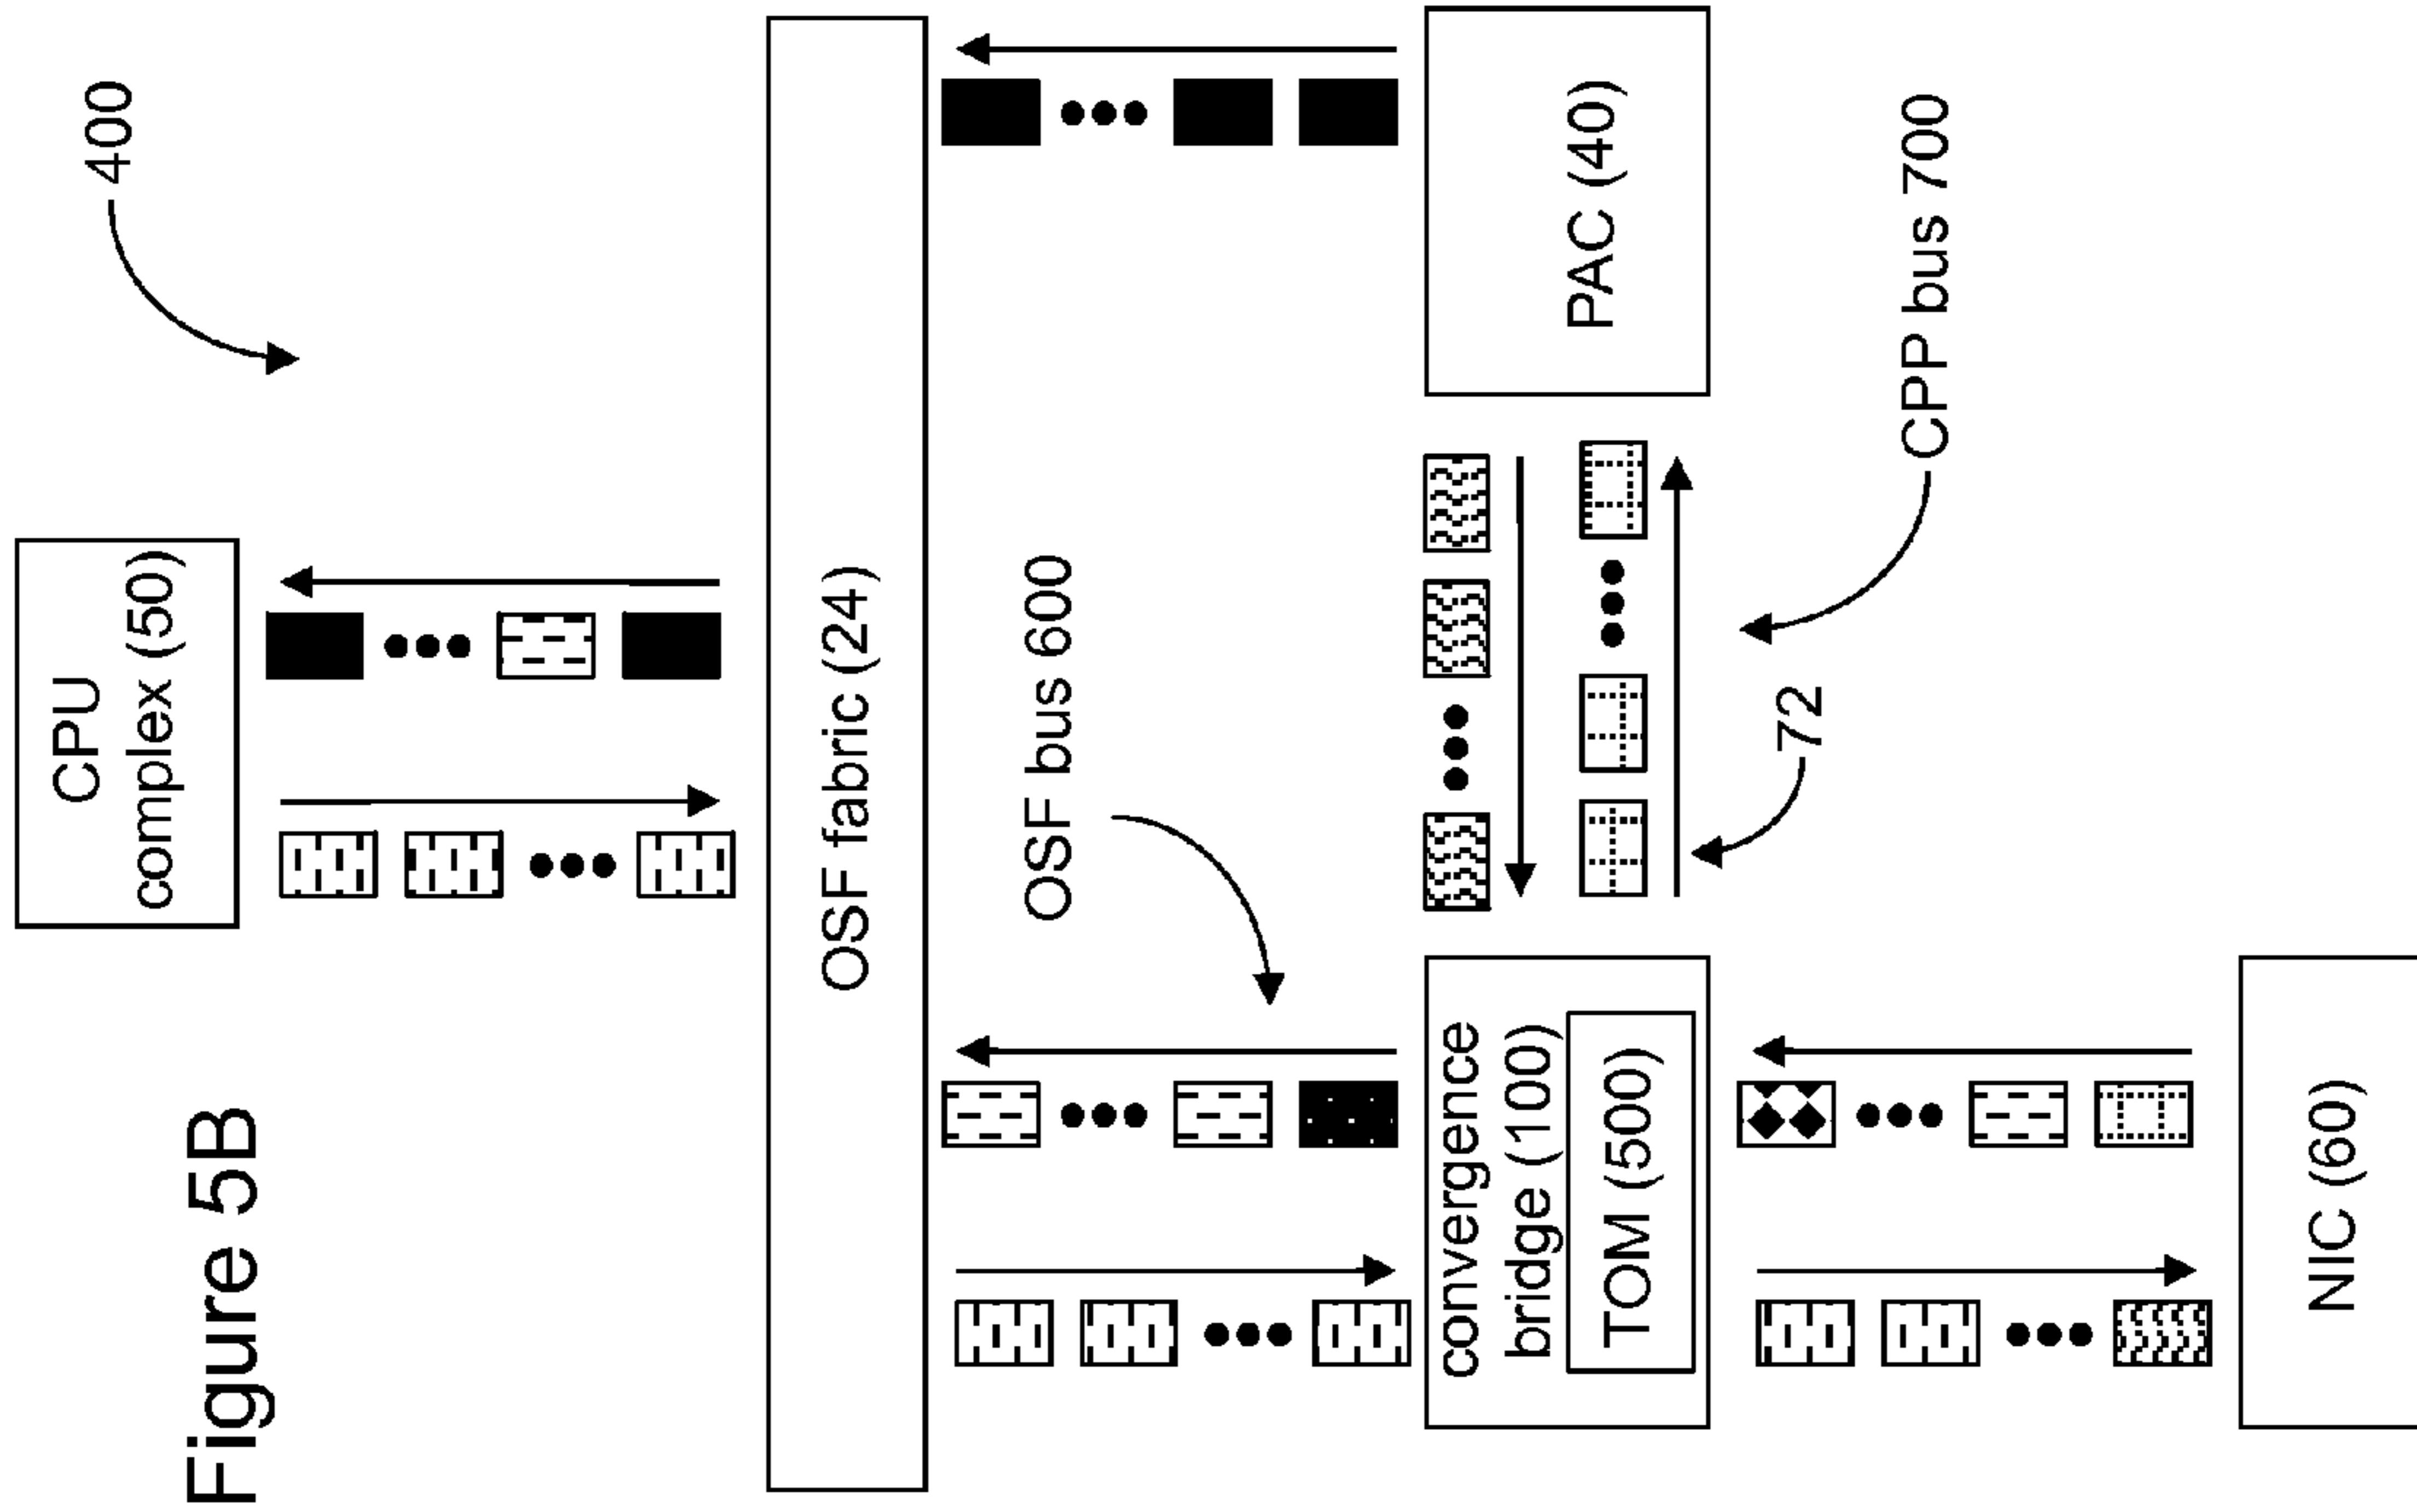 Figure 5B
400
CPU
complex (50)
OSF fabric (24)
OSF bus 600
convergence
bridge (100)
TOM (500)
PAC (40)
72
CPP bus 700
NIC (60)